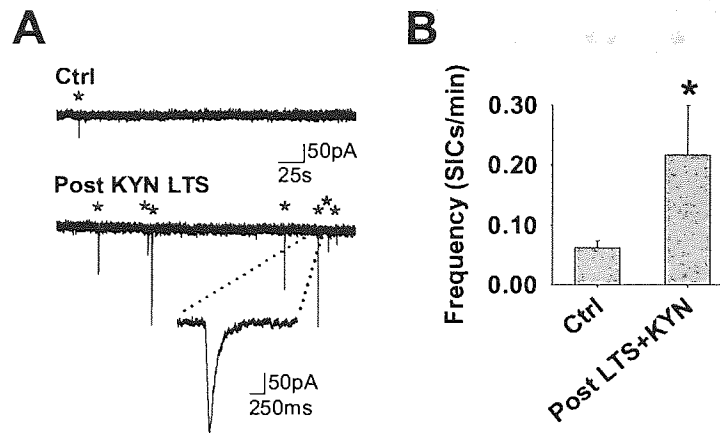 A
Ctrl
*
50pA
25s
Post KYN LTS
* ** * * * *
50pA
250ms
B
Frequency (SICs/min)
*
0.30
0.20
0.10
0.00
Ctrl
Post LTS+KYN